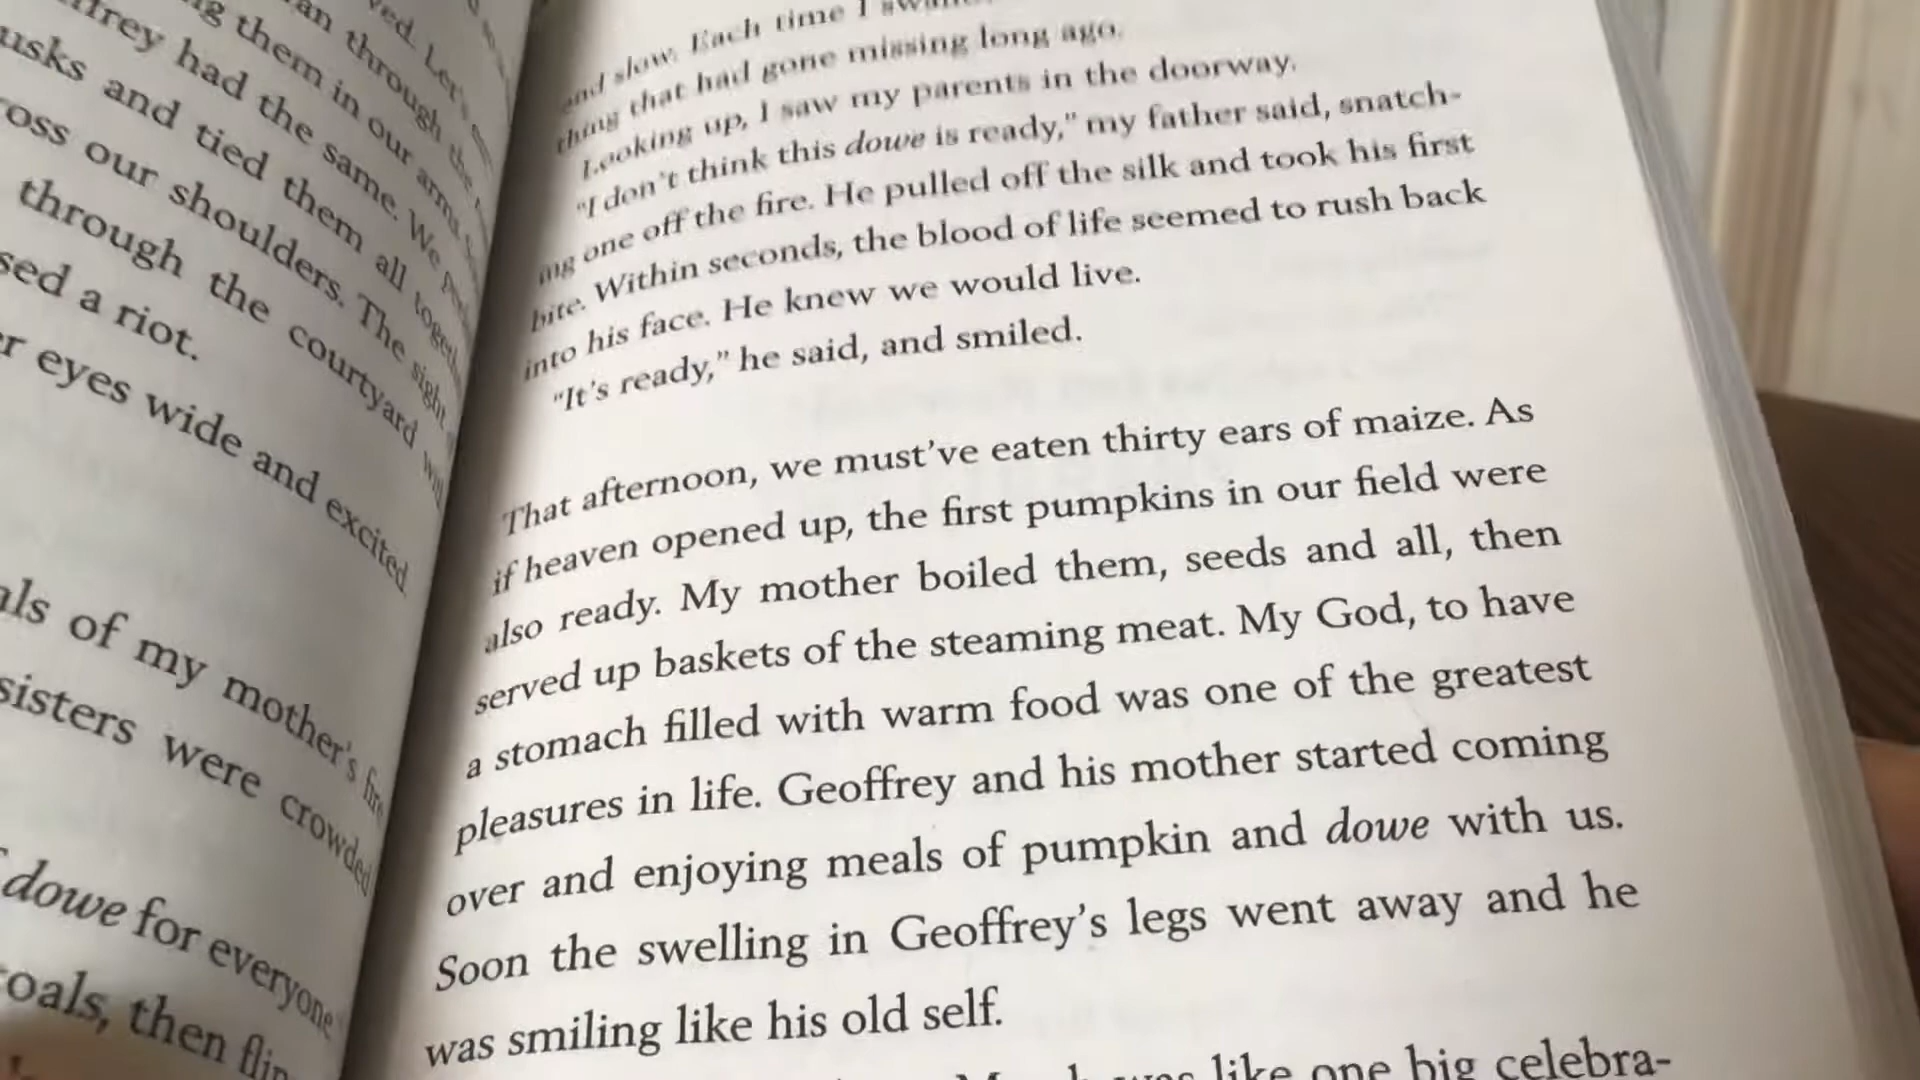 ved. Let's
an through the
ng them in our arms
ffrey had the same. We
usks and tied them all
ross our shoulders. The sight
through the courtyard
sed a riot.
er eyes wide and excited.
als of my mother's fire
sisters were crowded
dowe for everyone
coals, then
and slow. Each time I
thing that had gone missing long ago.
Looking up, I saw my parents in the doorway.
"I don't think this dowe is ready," my father said, snatch-
ing one off the fire. He pulled off the silk and took his first
bite. Within seconds, the blood of life seemed to rush back
into his face. He knew we would live.
"It's ready," he said, and smiled.
That afternoon, we must've eaten thirty ears of maize. As
if heaven opened up, the first pumpkins in our field were
also ready. My mother boiled them, seeds and all, then
served up baskets of the steaming meat. My God, to have
a stomach filled with warm food was one of the greatest
pleasures in life. Geoffrey and his mother started coming
over and enjoying meals of pumpkin and dowe with us.
Soon the swelling in Geoffrey's legs went away and he
was smiling like his old self.
was like one big celebra-